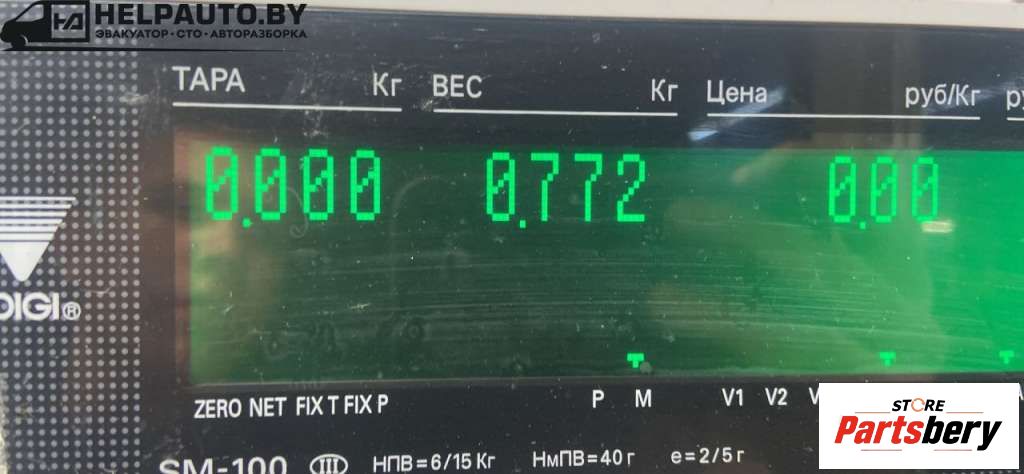 HELPAUTO.BY
ЭВАКУАТОР • СТО • АВТОРАЗБОРКА
ТАРА Кг ВЕС Кг Цена руб/Кг
0.000 0.772 0.00
DIGI®
ZERO NET FIX T FIX P P M V1 V2
SM-100 III НПВ=6/15 Кг НмПВ=40 г e=2/5 г
STORE
Partsbery